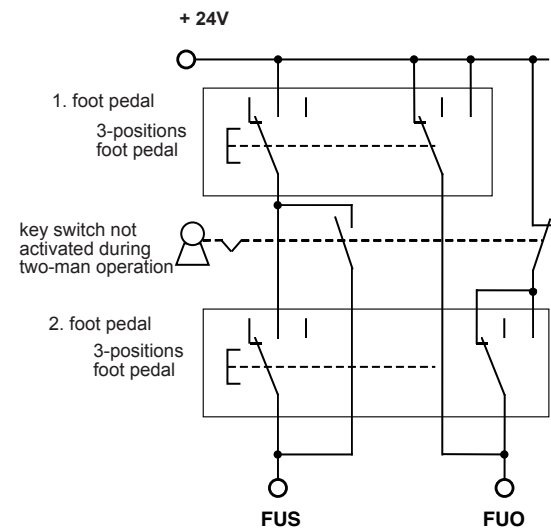 + 24V
1. foot pedal
3-positions
foot pedal
key switch not
activated during
two-man operation
2. foot pedal
3-positions
foot pedal
FUS
FUO